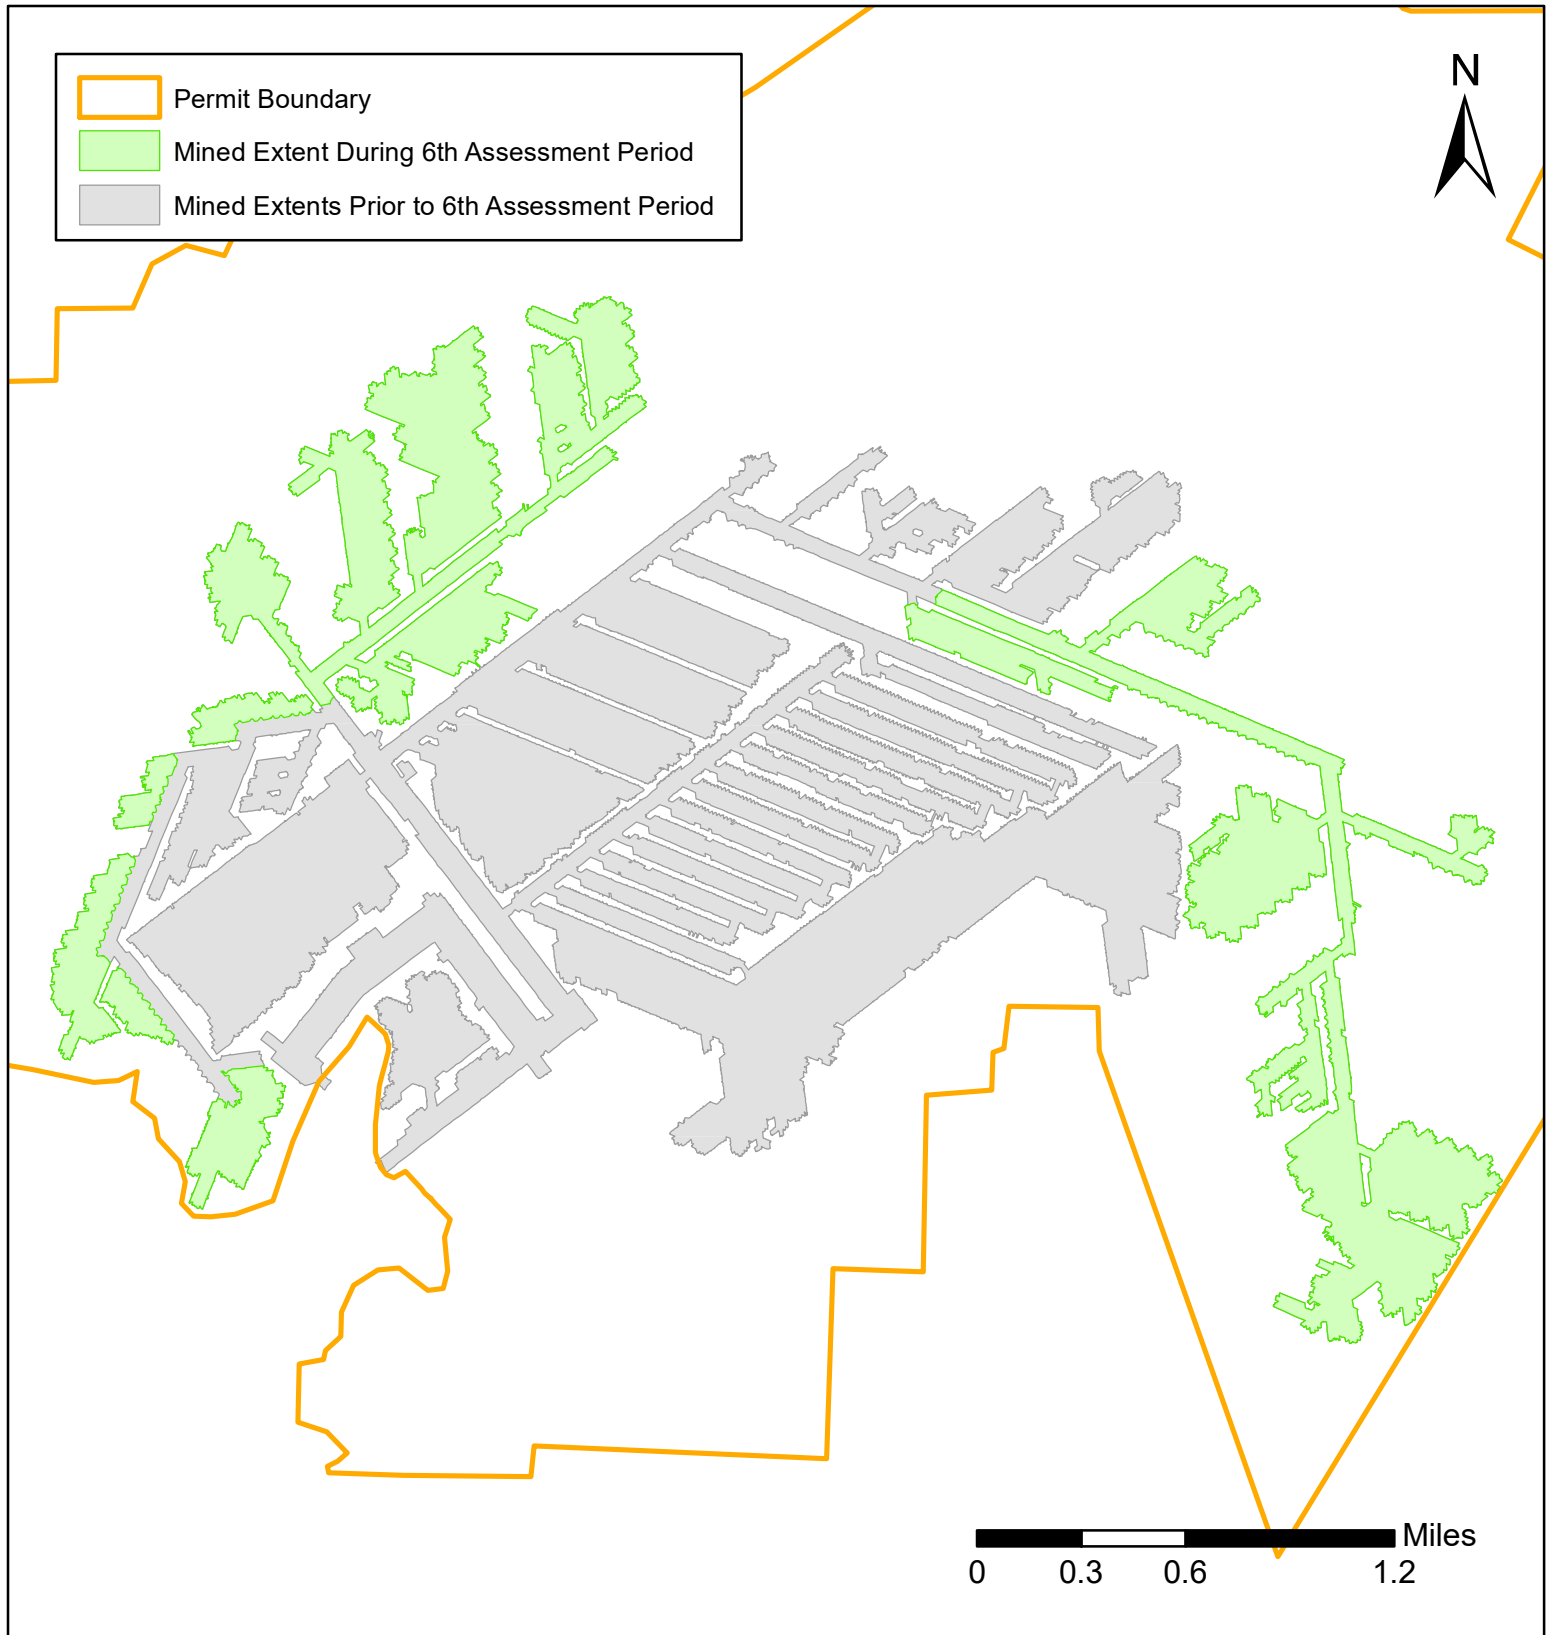 Permit Boundary
Mined Extent During 6th Assessment Period
Mined Extents Prior to 6th Assessment Period
N
Miles
0 0.3 0.6 1.2